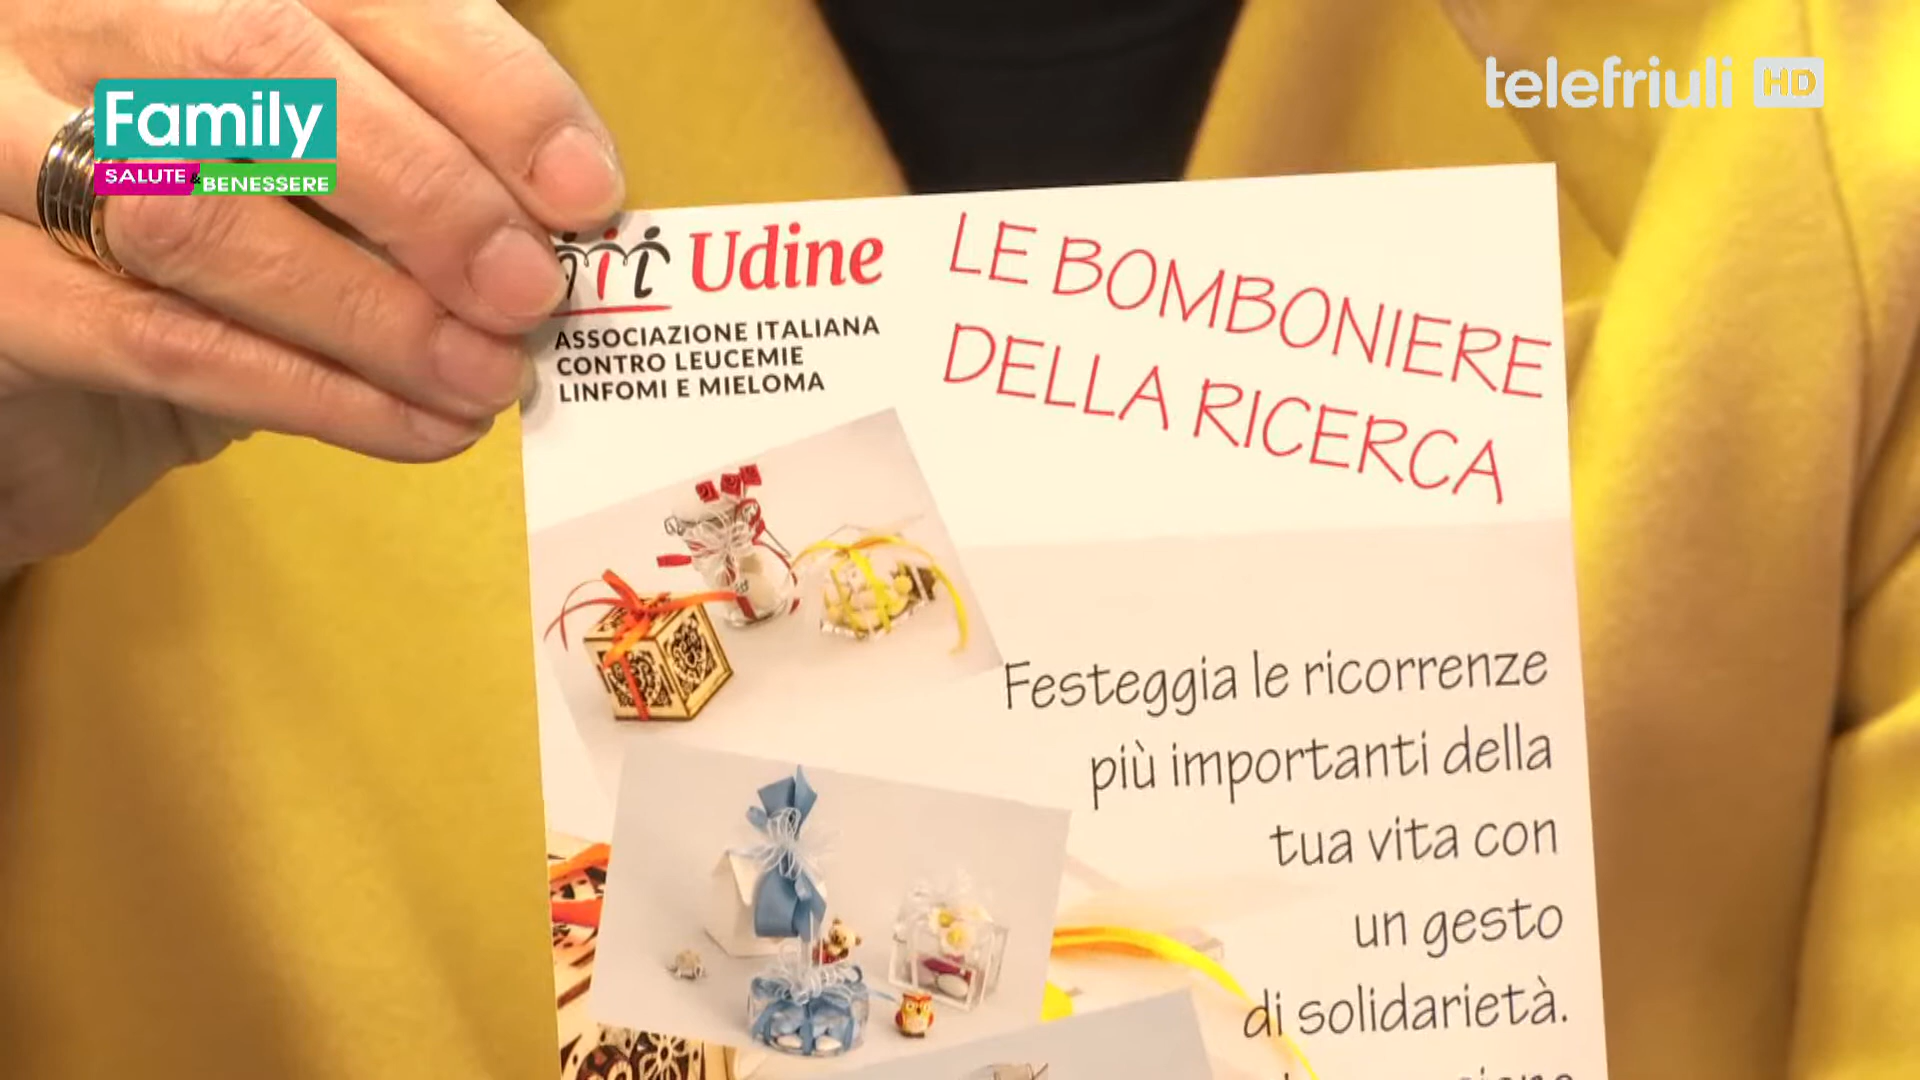 Family
SALUTE & BENESSERE
telefriuli HD
ail Udine
ASSOCIAZIONE ITALIANA
CONTRO LEUCEMIE
LINFOMI E MIELOMA
LE BOMBONIERE
DELLA RICERCA
Festeggia le ricorrenze
più importanti della
tua vita con
un gesto
di solidarietà.